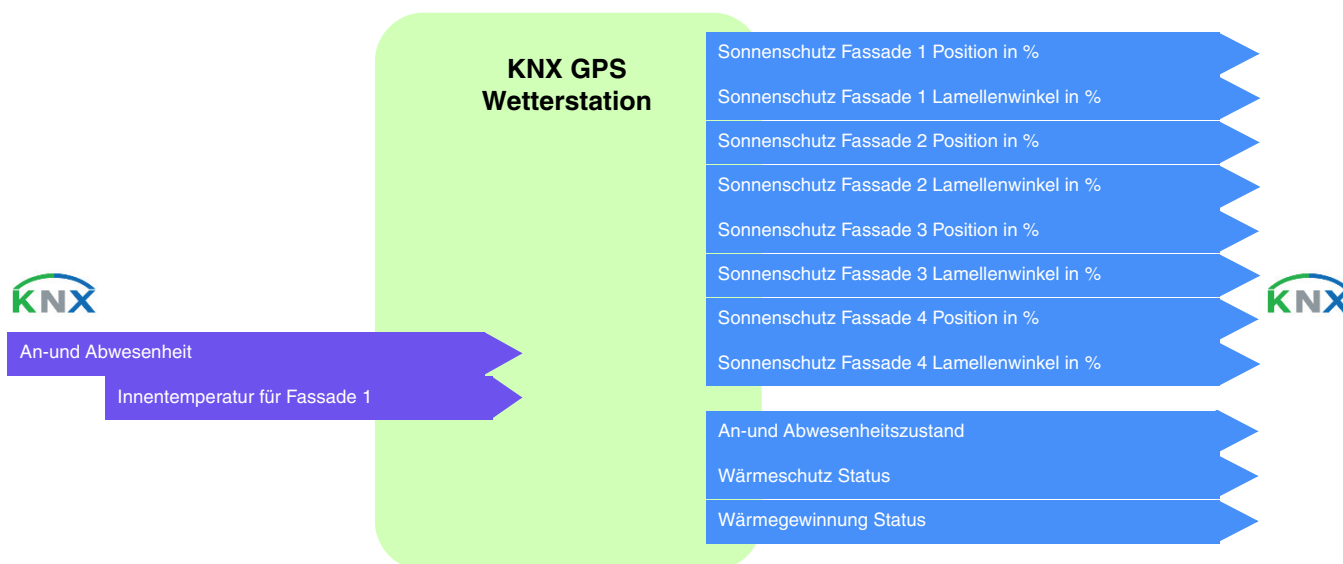 KNX GPS
Wetterstation
Sonnenschutz Fassade 1 Position in %
Sonnenschutz Fassade 1 Lamellenwinkel in %
Sonnenschutz Fassade 2 Position in %
Sonnenschutz Fassade 2 Lamellenwinkel in %
Sonnenschutz Fassade 3 Position in %
Sonnenschutz Fassade 3 Lamellenwinkel in %
Sonnenschutz Fassade 4 Position in %
Sonnenschutz Fassade 4 Lamellenwinkel in %
KNX
KNX
An-und Abwesenheit
Innentemperatur für Fassade 1
An-und Abwesenheitszustand
Wärmeschutz Status
Wärmegewinnung Status